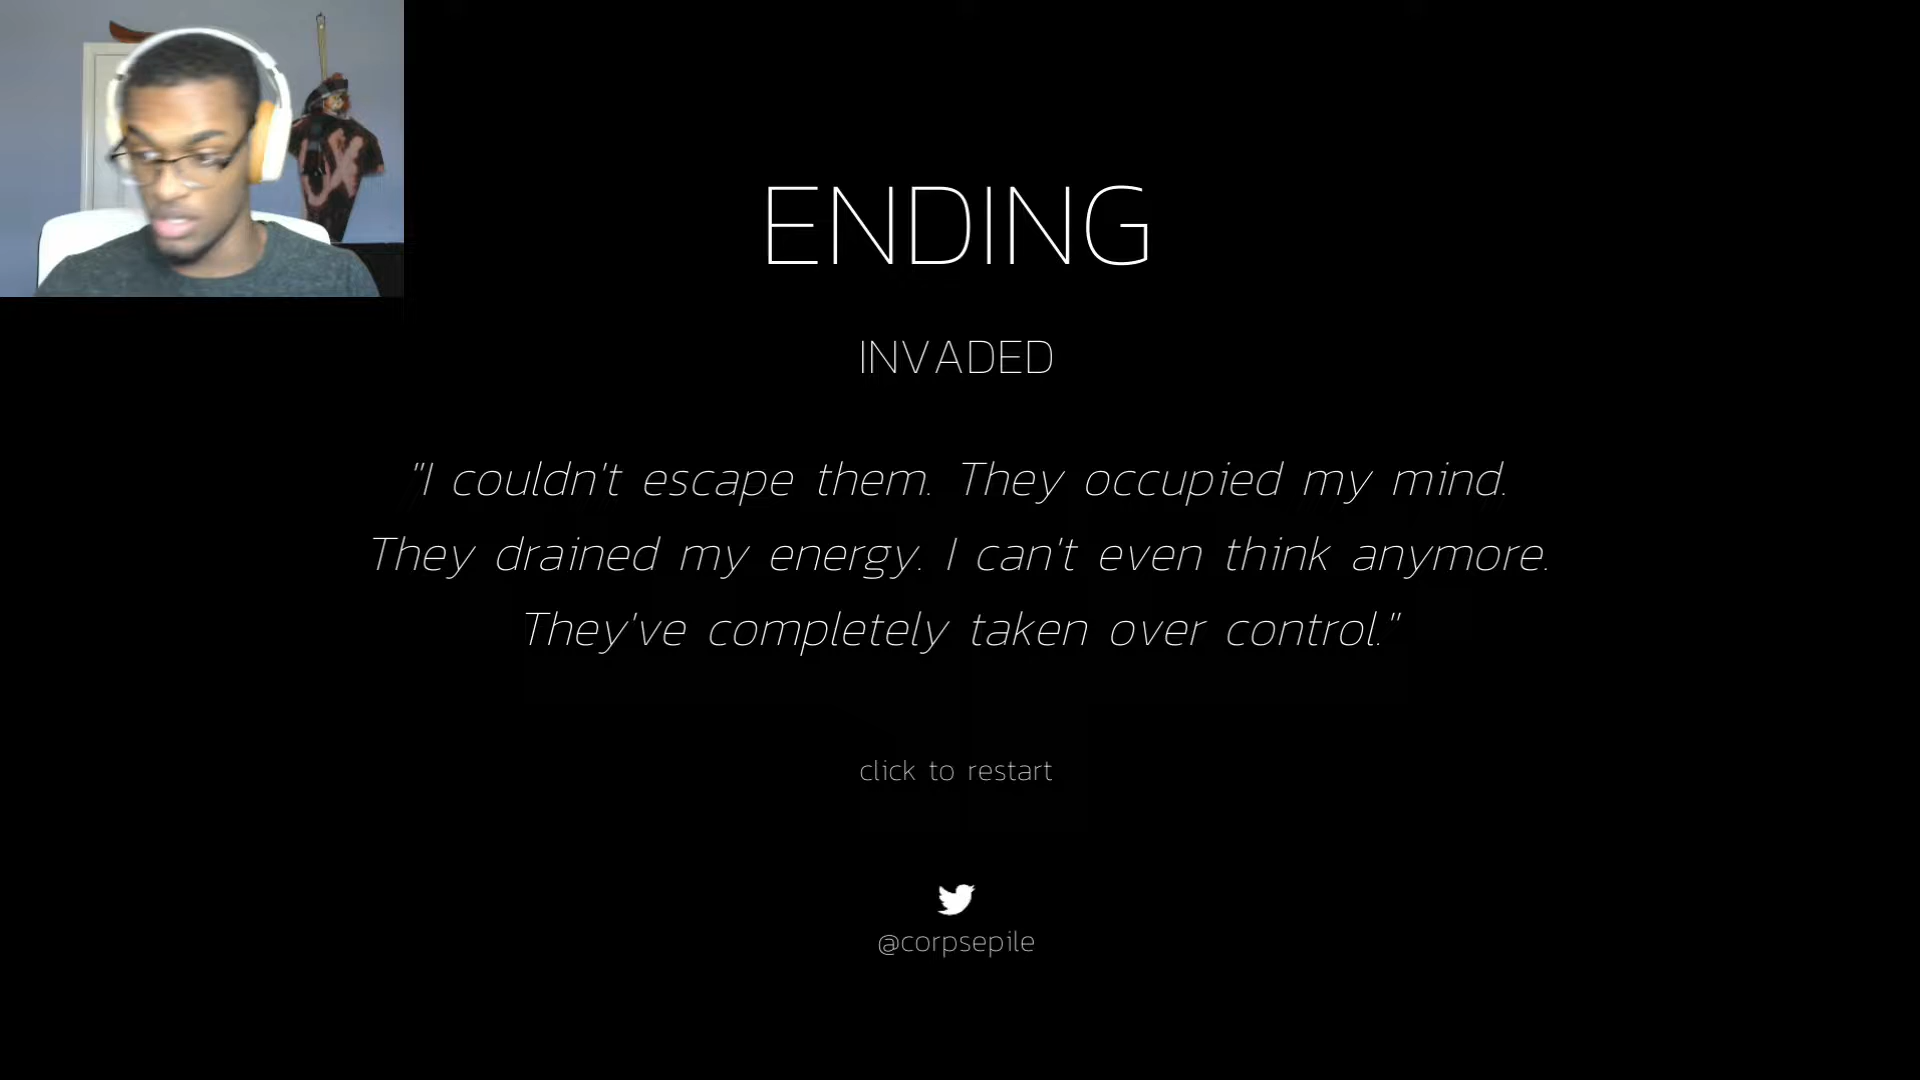 ENDING
INVADED
"I couldn't escape them. They occupied my mind.
They drained my energy. I can't even think anymore.
They've completely taken over control."
click to restart
@corpsepile